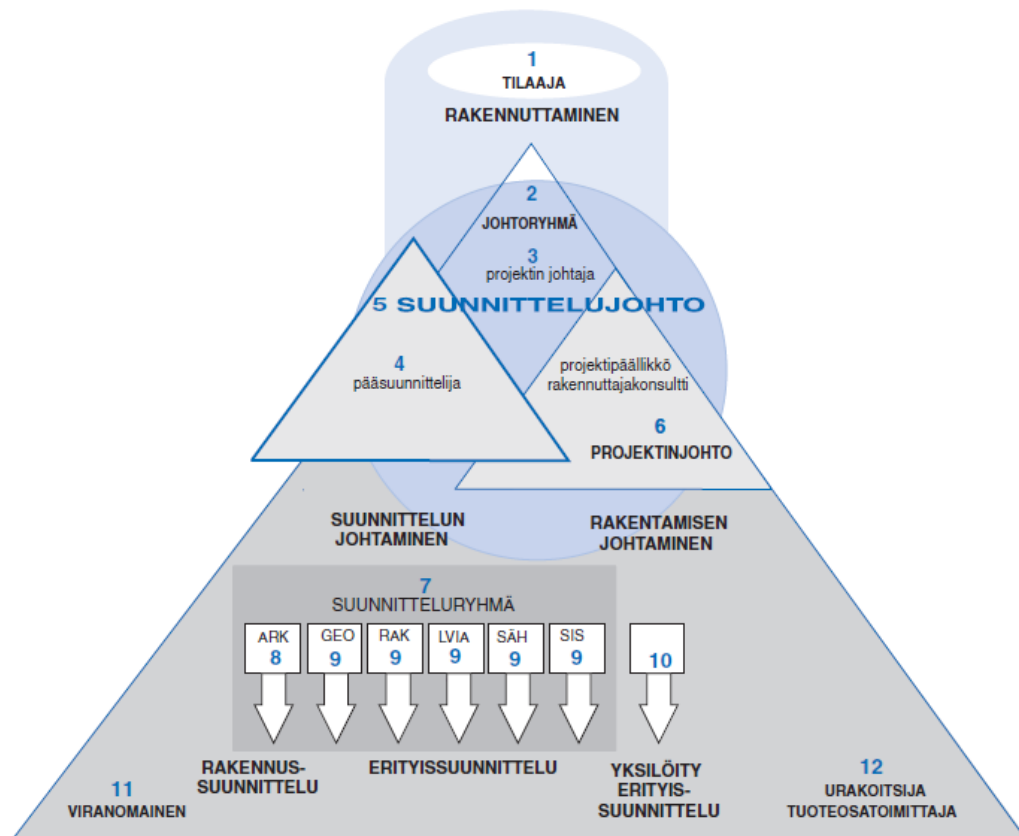 1
TILAAJA
RAKENNUTTAMINEN
2
JOHTORYHMÄ
3
projektin johtaja
5 SUUNNITTELUJOHTO
4
pääsuunnittelija
projektipäällikkö
rakennuttajakonsultti
6
PROJEKTINJOHTO
SUUNNITTELUN
JOHTAMINEN
RAKENTAMISEN
JOHTAMINEN
7
SUUNNITTELURYHMÄ
ARK
8
GEO
9
RAK
9
LVIA
9
SÄH
9
SIS
9
10
RAKENNUS-
SUUNNITTELU
ERITYISSUUNNITTELU
YKSILÖITY
ERITYIS-
SUUNNITTELU
11
VIRANOMAINEN
12
URAKOITSIJA
TUOTEOSATOIMITTAJA